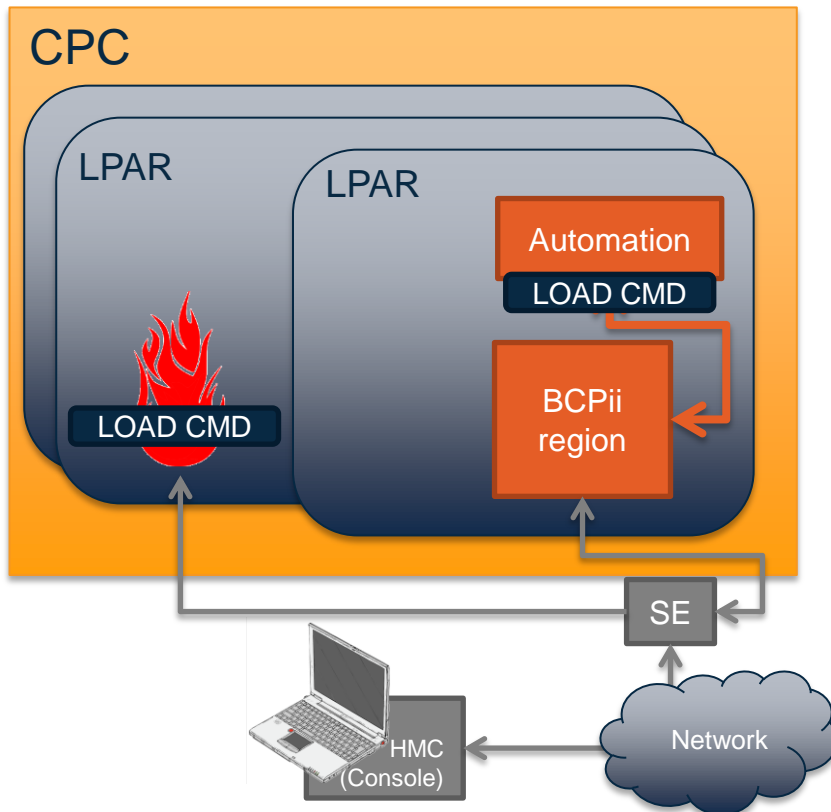 CPC
LPAR
LPAR
Automation
LOAD CMD
BCPii
region
LOAD CMD
SE
HMC
(Console)
Network